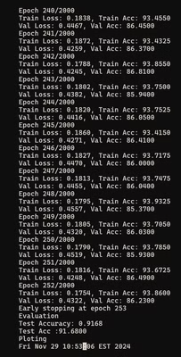 Epoch 240/2000
Train Loss: 0.1838, Train Acc: 93.4550
Val Loss: 0.4467, Val Acc: 86.4500
Epoch 241/2000
Train Loss: 0.1872, Train Acc: 93.4325
Val Loss: 0.4259, Val Acc: 86.3700
Epoch 242/2000
Train Loss: 0.1788, Train Acc: 93.8550
Val Loss: 0.4245, Val Acc: 86.8100
Epoch 243/2000
Train Loss: 0.1802, Train Acc: 93.7500
Val Loss: 0.4382, Val Acc: 85.9400
Epoch 244/2000
Train Loss: 0.1820, Train Acc: 93.7525
Val Loss: 0.4416, Val Acc: 86.0500
Epoch 245/2000
Train Loss: 0.1860, Train Acc: 93.4150
Val Loss: 0.4271, Val Acc: 86.4100
Epoch 246/2000
Train Loss: 0.1827, Train Acc: 93.7175
Val Loss: 0.4470, Val Acc: 86.0000
Epoch 247/2000
Train Loss: 0.1813, Train Acc: 93.7475
Val Loss: 0.4455, Val Acc: 86.0400
Epoch 248/2000
Train Loss: 0.1795, Train Acc: 93.9325
Val Loss: 0.4557, Val Acc: 85.3700
Epoch 249/2000
Train Loss: 0.1805, Train Acc: 93.7050
Val Loss: 0.4320, Val Acc: 86.0300
Epoch 250/2000
Train Loss: 0.1790, Train Acc: 93.7850
Val Loss: 0.4519, Val Acc: 85.9300
Epoch 251/2000
Train Loss: 0.1816, Train Acc: 93.6725
Val Loss: 0.4248, Val Acc: 86.4900
Epoch 252/2000
Train Loss: 0.1754, Train Acc: 93.8600
Val Loss: 0.4322, Val Acc: 86.2300
Early stopping at epoch 253
Evaluation
Test Accuracy: 0.9168
Test Acc :91.6800
Ploting
Fri Nov 29 10:53:06 EST 2024